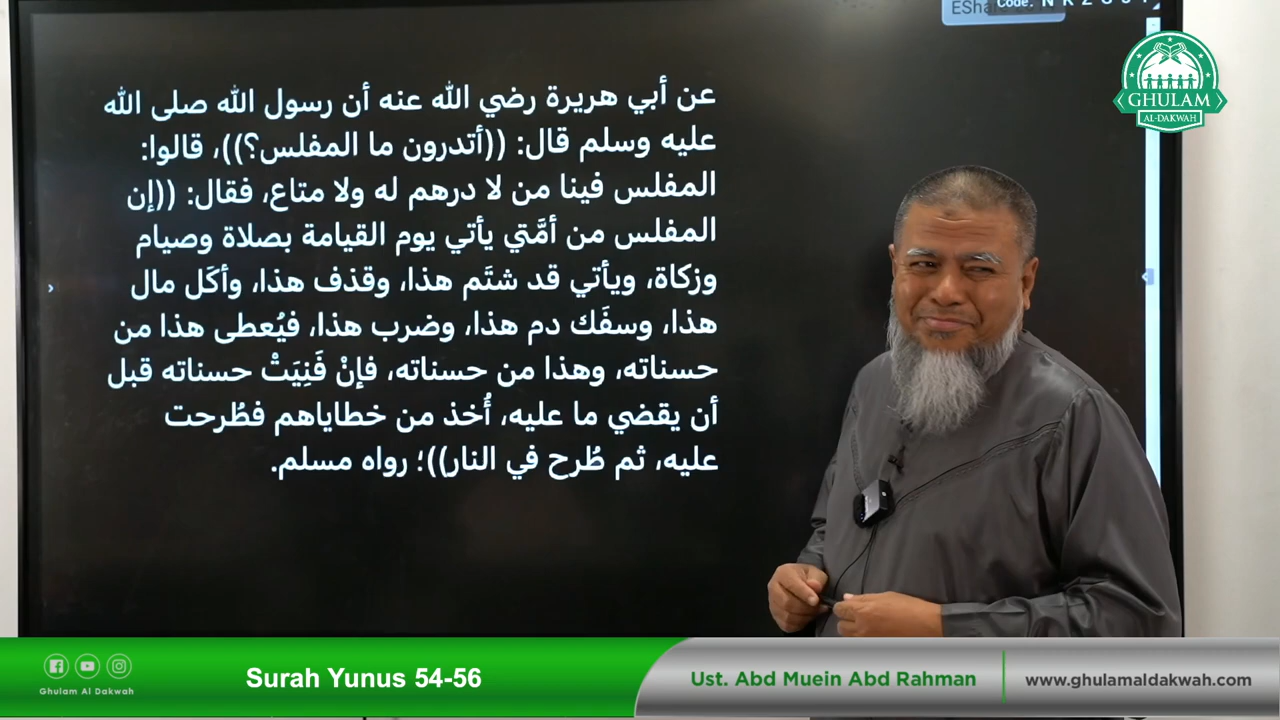 EShar
Code:
GHULAM
AL-DAKWAH
عن أبي هريرة رضي الله عنه أن رسول الله صلى الله
عليه وسلم قال: ((أتدرون ما المفلس؟))، قالوا:
المفلس فينا من لا درهم له ولا متاع، فقال: ((إن
المفلس من أمَّتي يأتي يوم القيامة بصلاة وصيام
وزكاة، ويأتي قد شتَم هذا، وقذف هذا، وأكَل مال
هذا، وسفَك دم هذا، وضرب هذا، فيُعطى هذا من
حسناته، وهذا من حسناته، فإنْ فَنِيَتْ حسناته قبل
أن يقضي ما عليه، أُخذ من خطاياهم فطُرحت
عليه، ثم طُرح في النار))؛ رواه مسلم.
Ghulam Al Dakwah
Surah Yunus 54-56
Ust. Abd Muein Abd Rahman
www.ghulamaldakwah.com